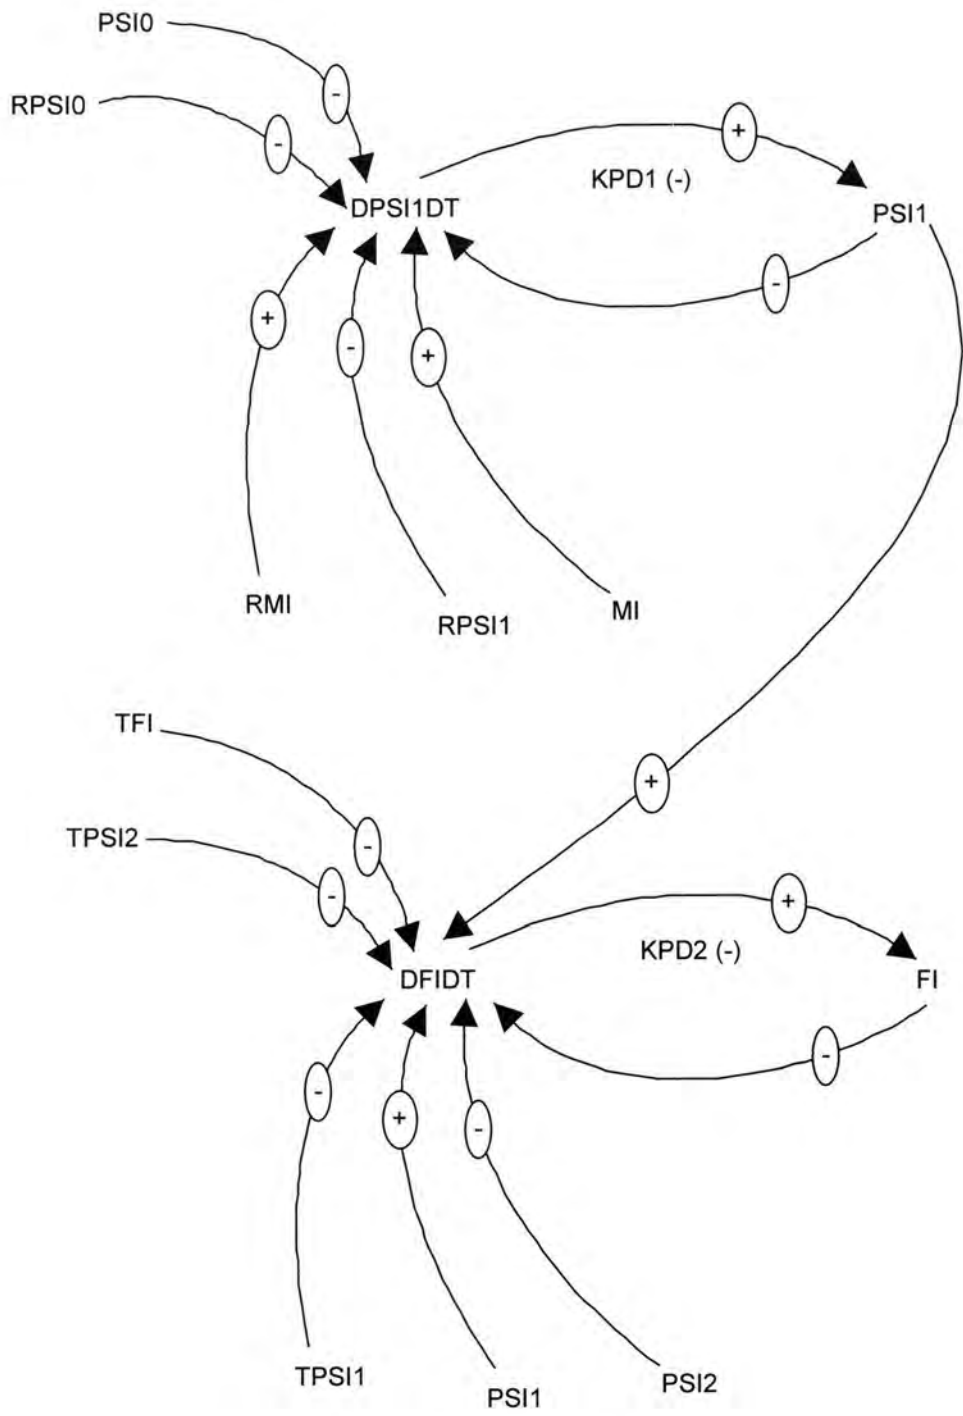 PSI0
-
RPSI0
-
+
KPD1 (-)
DPSI1DT
PSI1
-
+
-
+
RMI
RPSI1
MI
TFI
+
TPSI2
-
-
+
KPD2 (-)
DFIDT
FI
-
-
+
-
TPSI1
PSI1
PSI2